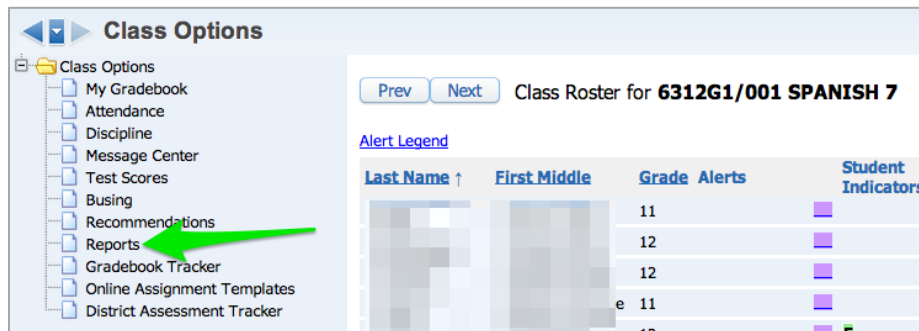 Class Options
Class Options
My Gradebook
Attendance
Discipline
Message Center
Test Scores
Busing
Recommendations
Reports
Gradebook Tracker
Online Assignment Templates
District Assessment Tracker
Prev Next Class Roster for 6312G1/001 SPANISH 7
Alert Legend
Last Name ↑ First Middle Grade Alerts Student Indicators
11
12
12
e 11